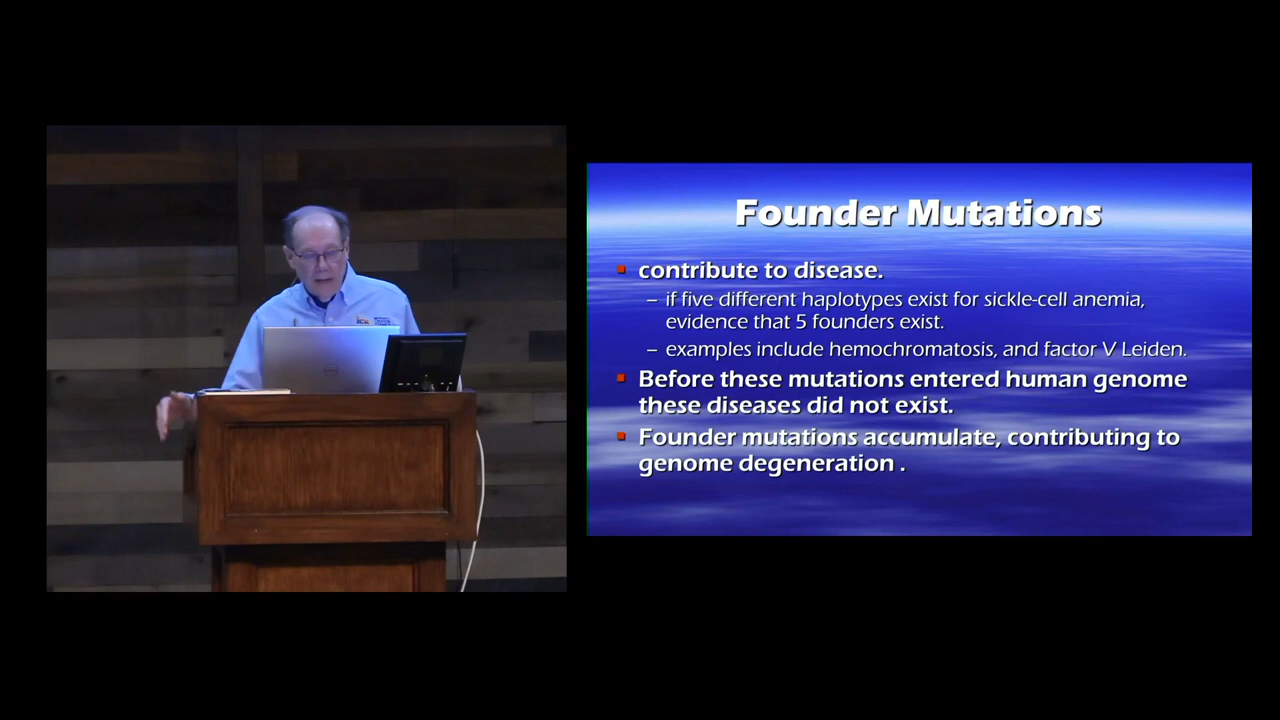 Founder Mutations
contribute to disease.
– if five different haplotypes exist for sickle-cell anemia,
evidence that 5 founders exist.
– examples include hemochromatosis, and factor V Leiden.
Before these mutations entered human genome
these diseases did not exist.
Founder mutations accumulate, contributing to
genome degeneration .